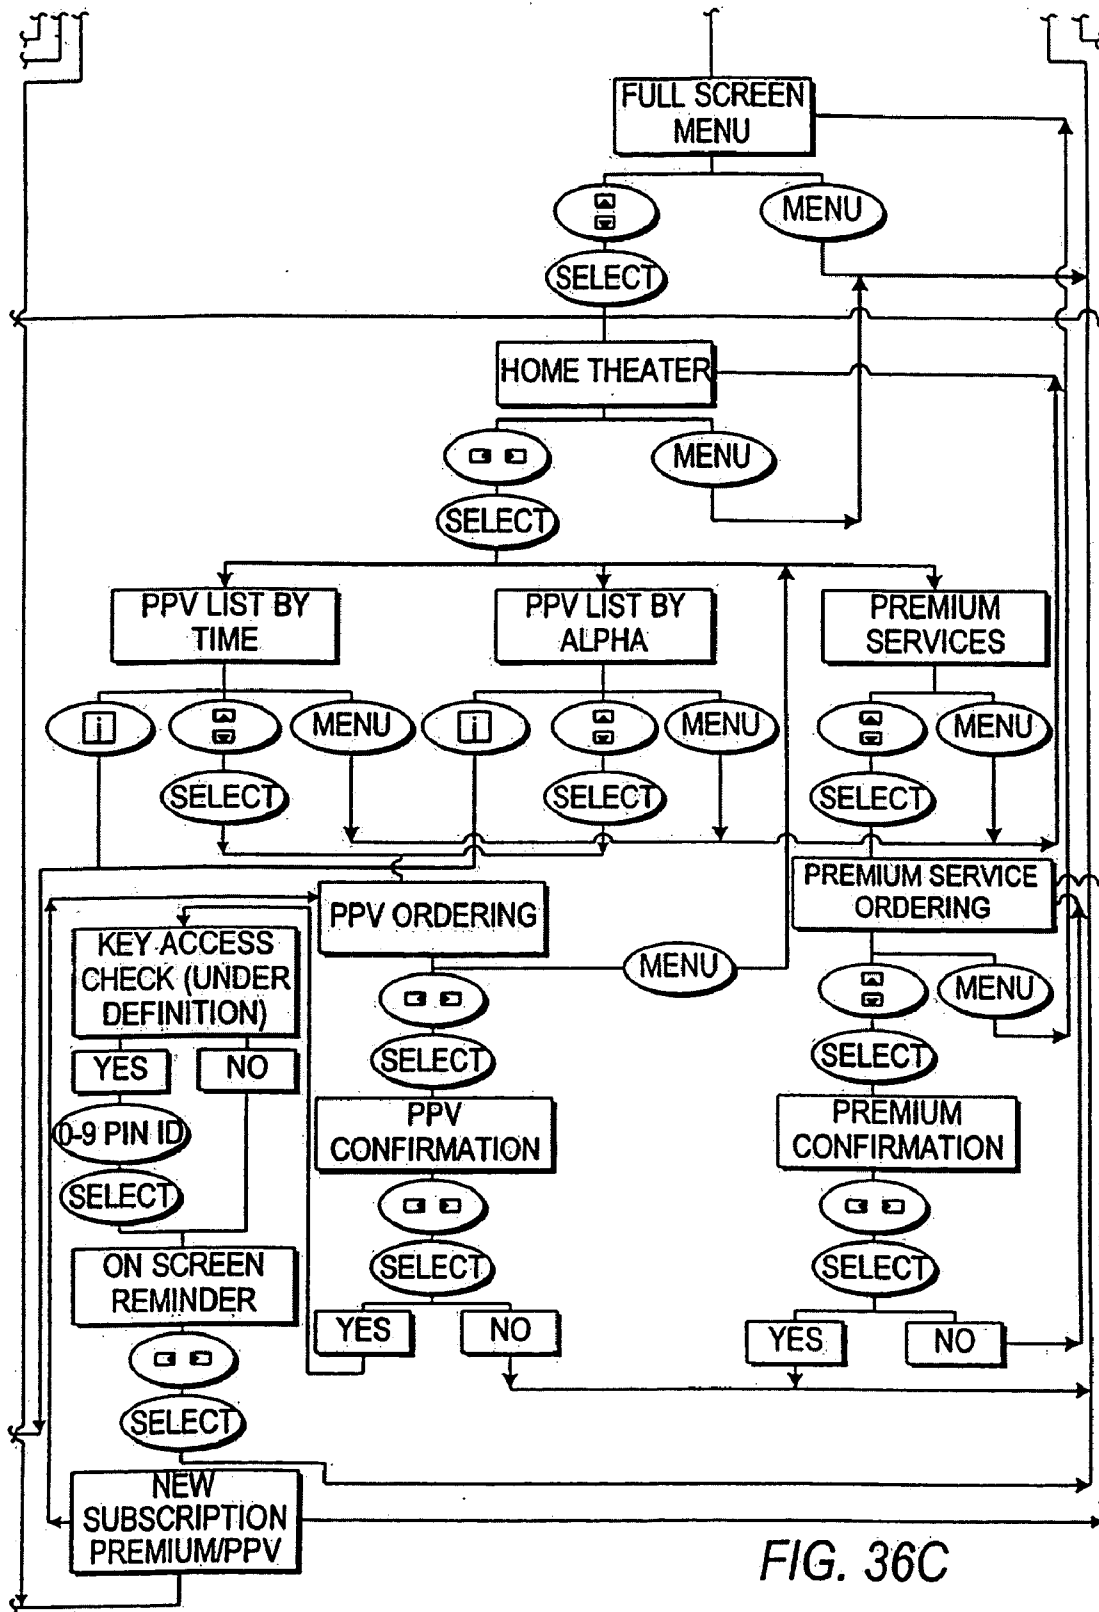 FULL SCREEN
MENU
MENU
SELECT
HOME THEATER
MENU
SELECT
PPV LIST BY
TIME
PPV LIST BY
ALPHA
PREMIUM
SERVICES
i
MENU
i
MENU
MENU
SELECT
SELECT
SELECT
PREMIUM SERVICE
ORDERING
PPV ORDERING
KEY ACCESS
CHECK (UNDER
DEFINITION)
MENU
MENU
YES
NO
SELECT
SELECT
0-9 PIN ID
PPV
CONFIRMATION
PREMIUM
CONFIRMATION
SELECT
ON SCREEN
REMINDER
SELECT
SELECT
YES
NO
YES
NO
SELECT
NEW
SUBSCRIPTION
PREMIUM/PPV
FIG. 36C